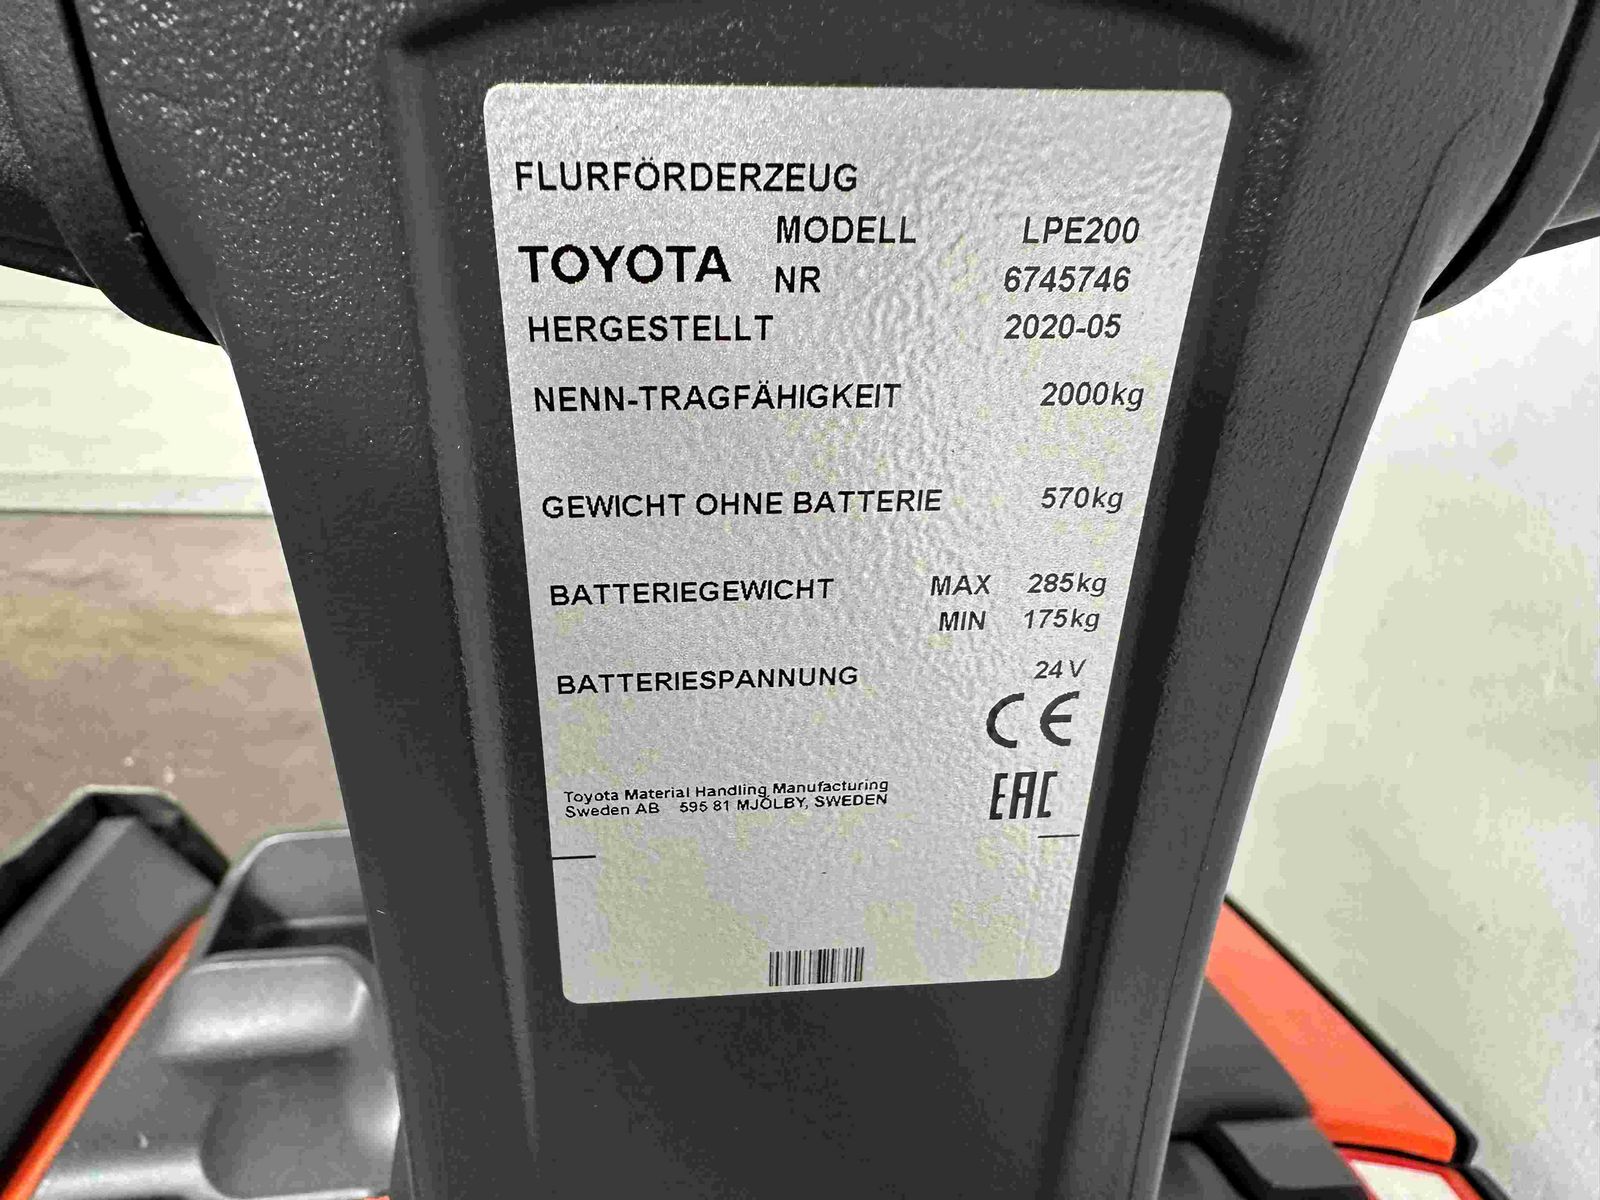 FLURFÖRDERZEUG
MODELL LPE200
TOYOTA NR 6745746
HERGESTELLT 2020-05
NENN-TRAGFÄHIGKEIT 2000kg
GEWICHT OHNE BATTERIE 570kg
BATTERIEGEWICHT MAX 285kg
MIN 175kg
BATTERIESPANNUNG 24V
CE
Toyota Material Handling Manufacturing
Sweden AB 595 81 MJÖLBY, SWEDEN
EAC